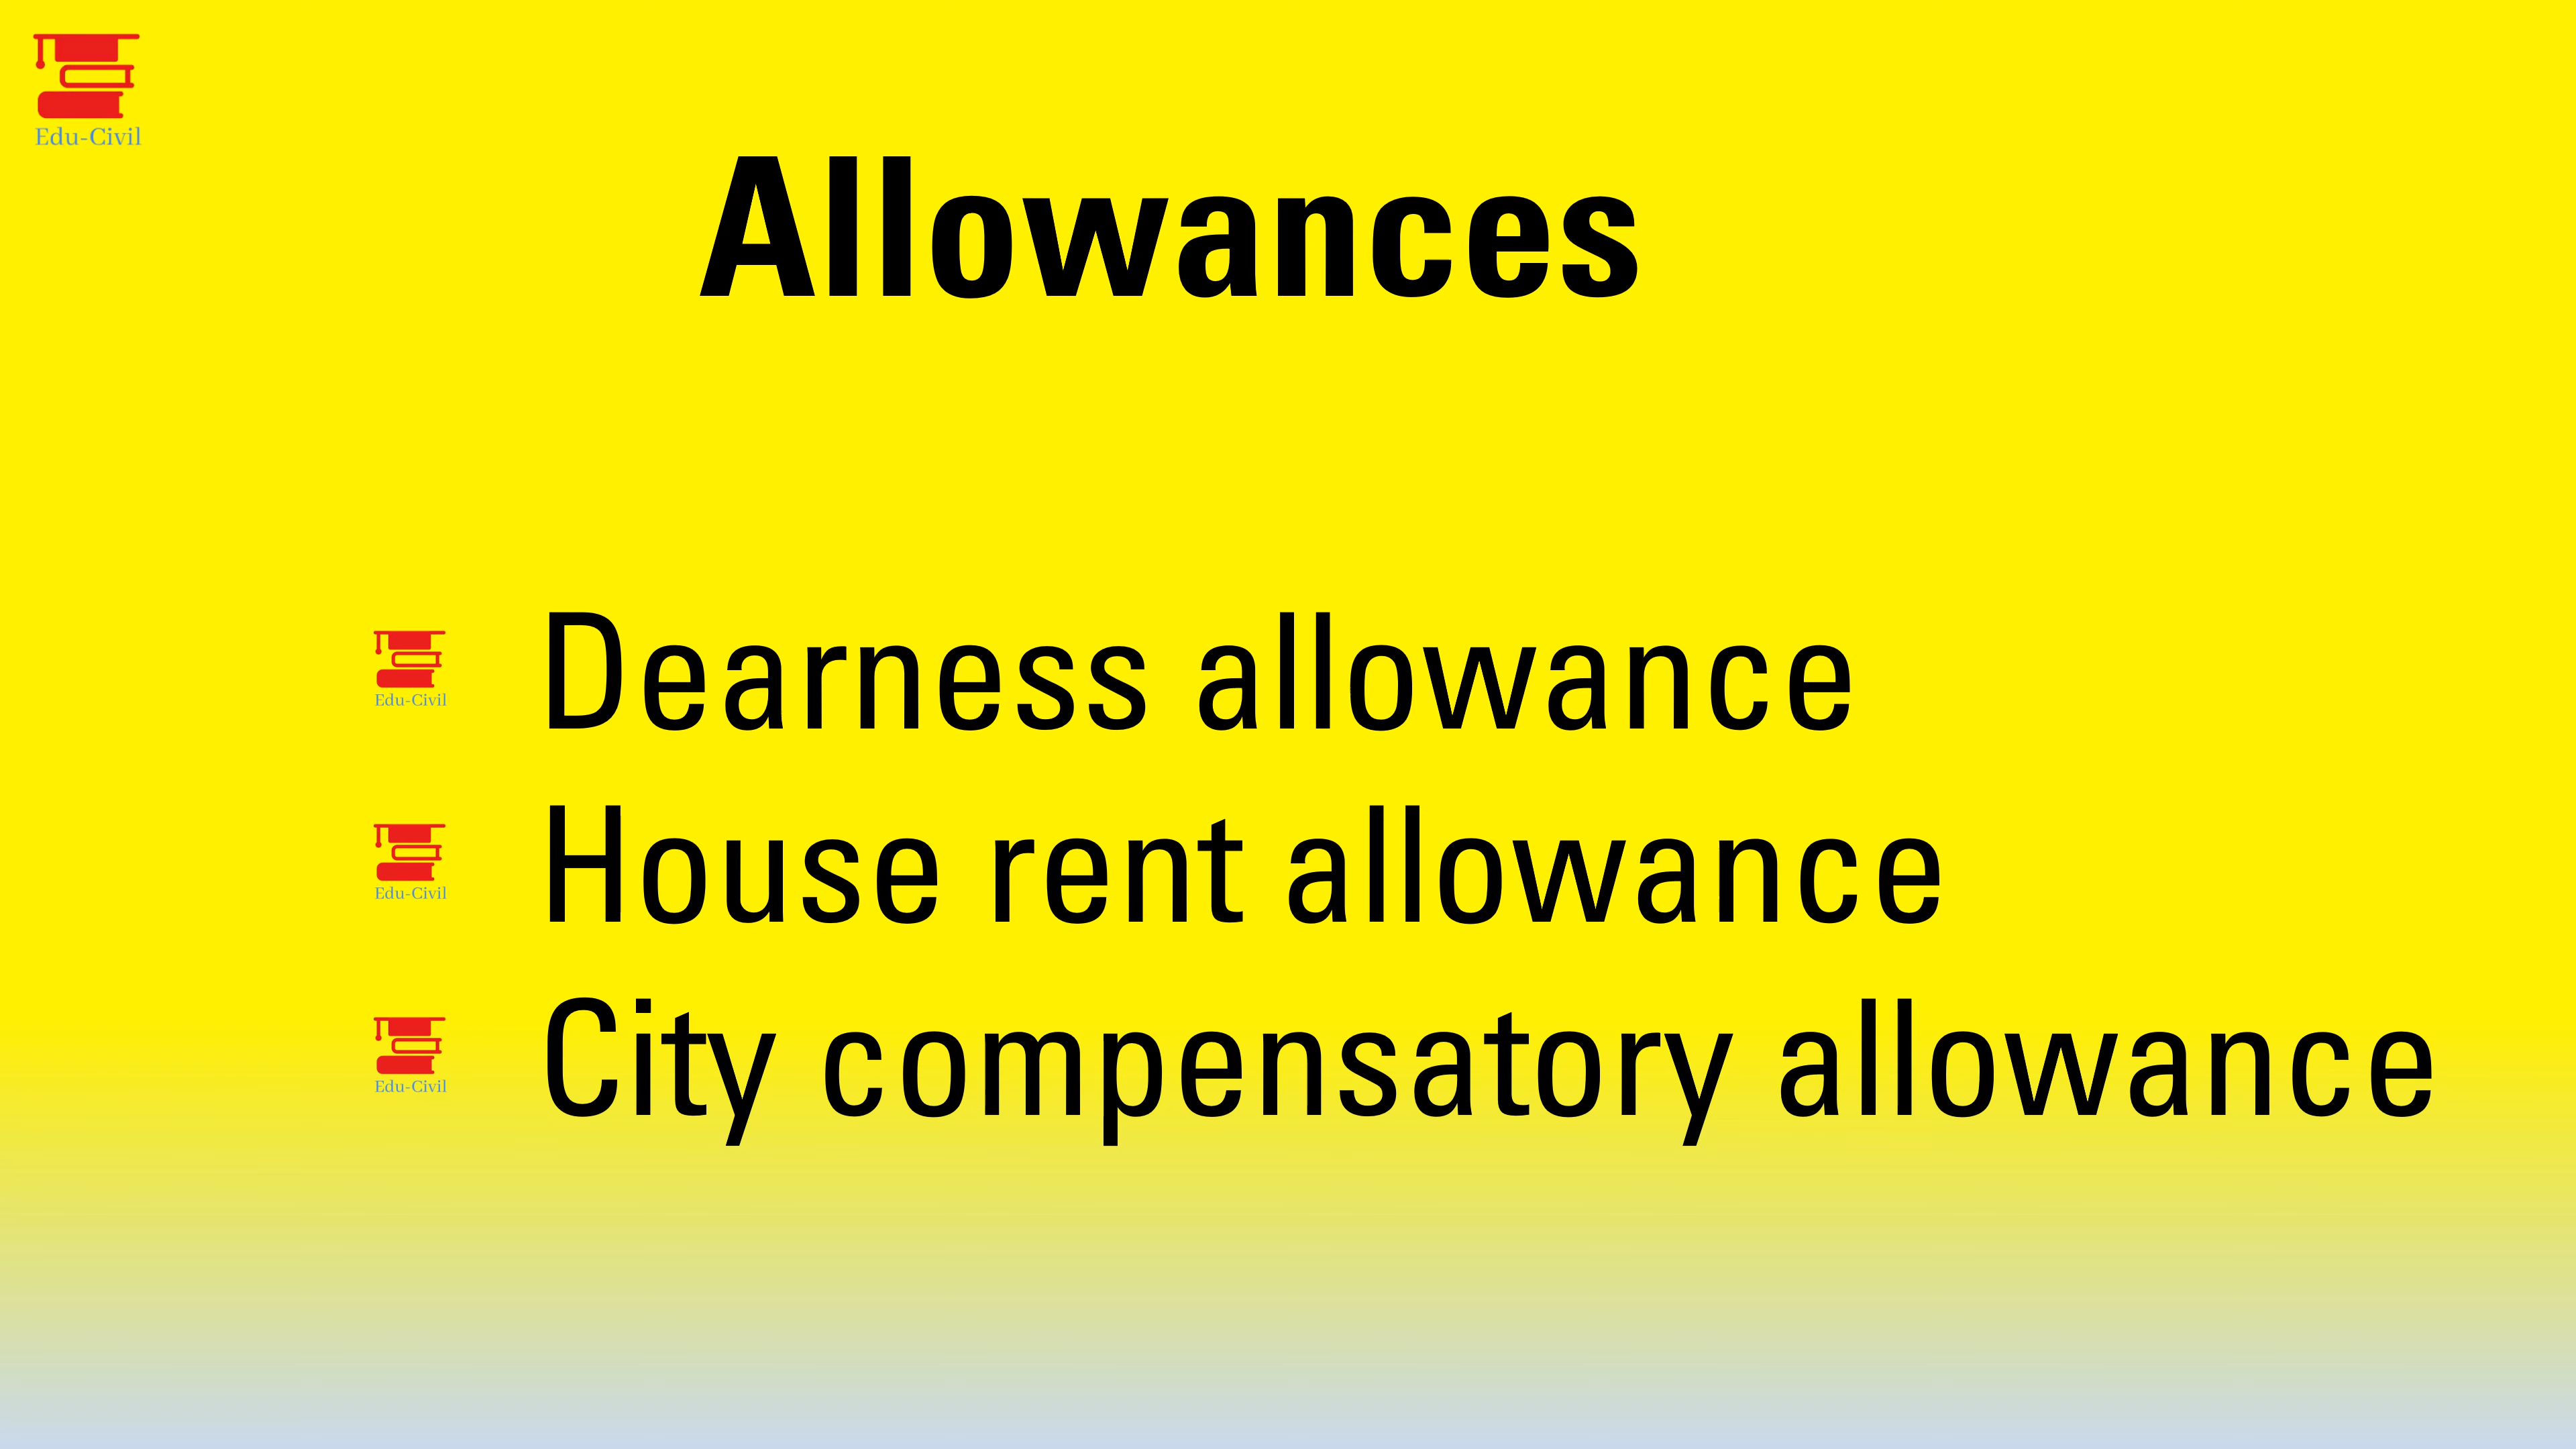 Edu-Civil
Allowances
Edu-Civil
Dearness allowance
Edu-Civil
House rent allowance
Edu-Civil
City compensatory allowance